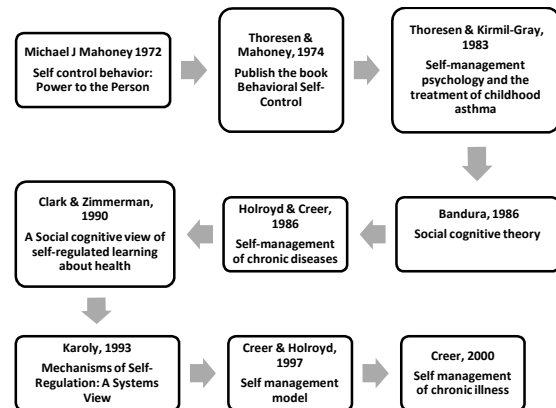 Michael J Mahoney 1972
Self control behavior:
Power to the Person
Thoresen &
Mahoney, 1974
Publish the book
Behavioral Self-
Control
Thoresen & Kirmil-Gray,
1983
Self-management
psychology and the
treatment of childhood
asthma
Bandura, 1986
Social cognitive theory
Holroyd & Creer,
1986
Self-management
of chronic diseases
Clark & Zimmerman,
1990
A Social cognitive view of
self-regulated learning
about health
Karoly, 1993
Mechanisms of Self-
Regulation: A Systems
View
Creer & Holroyd,
1997
Self management
model
Creer, 2000
Self management
of chronic illness